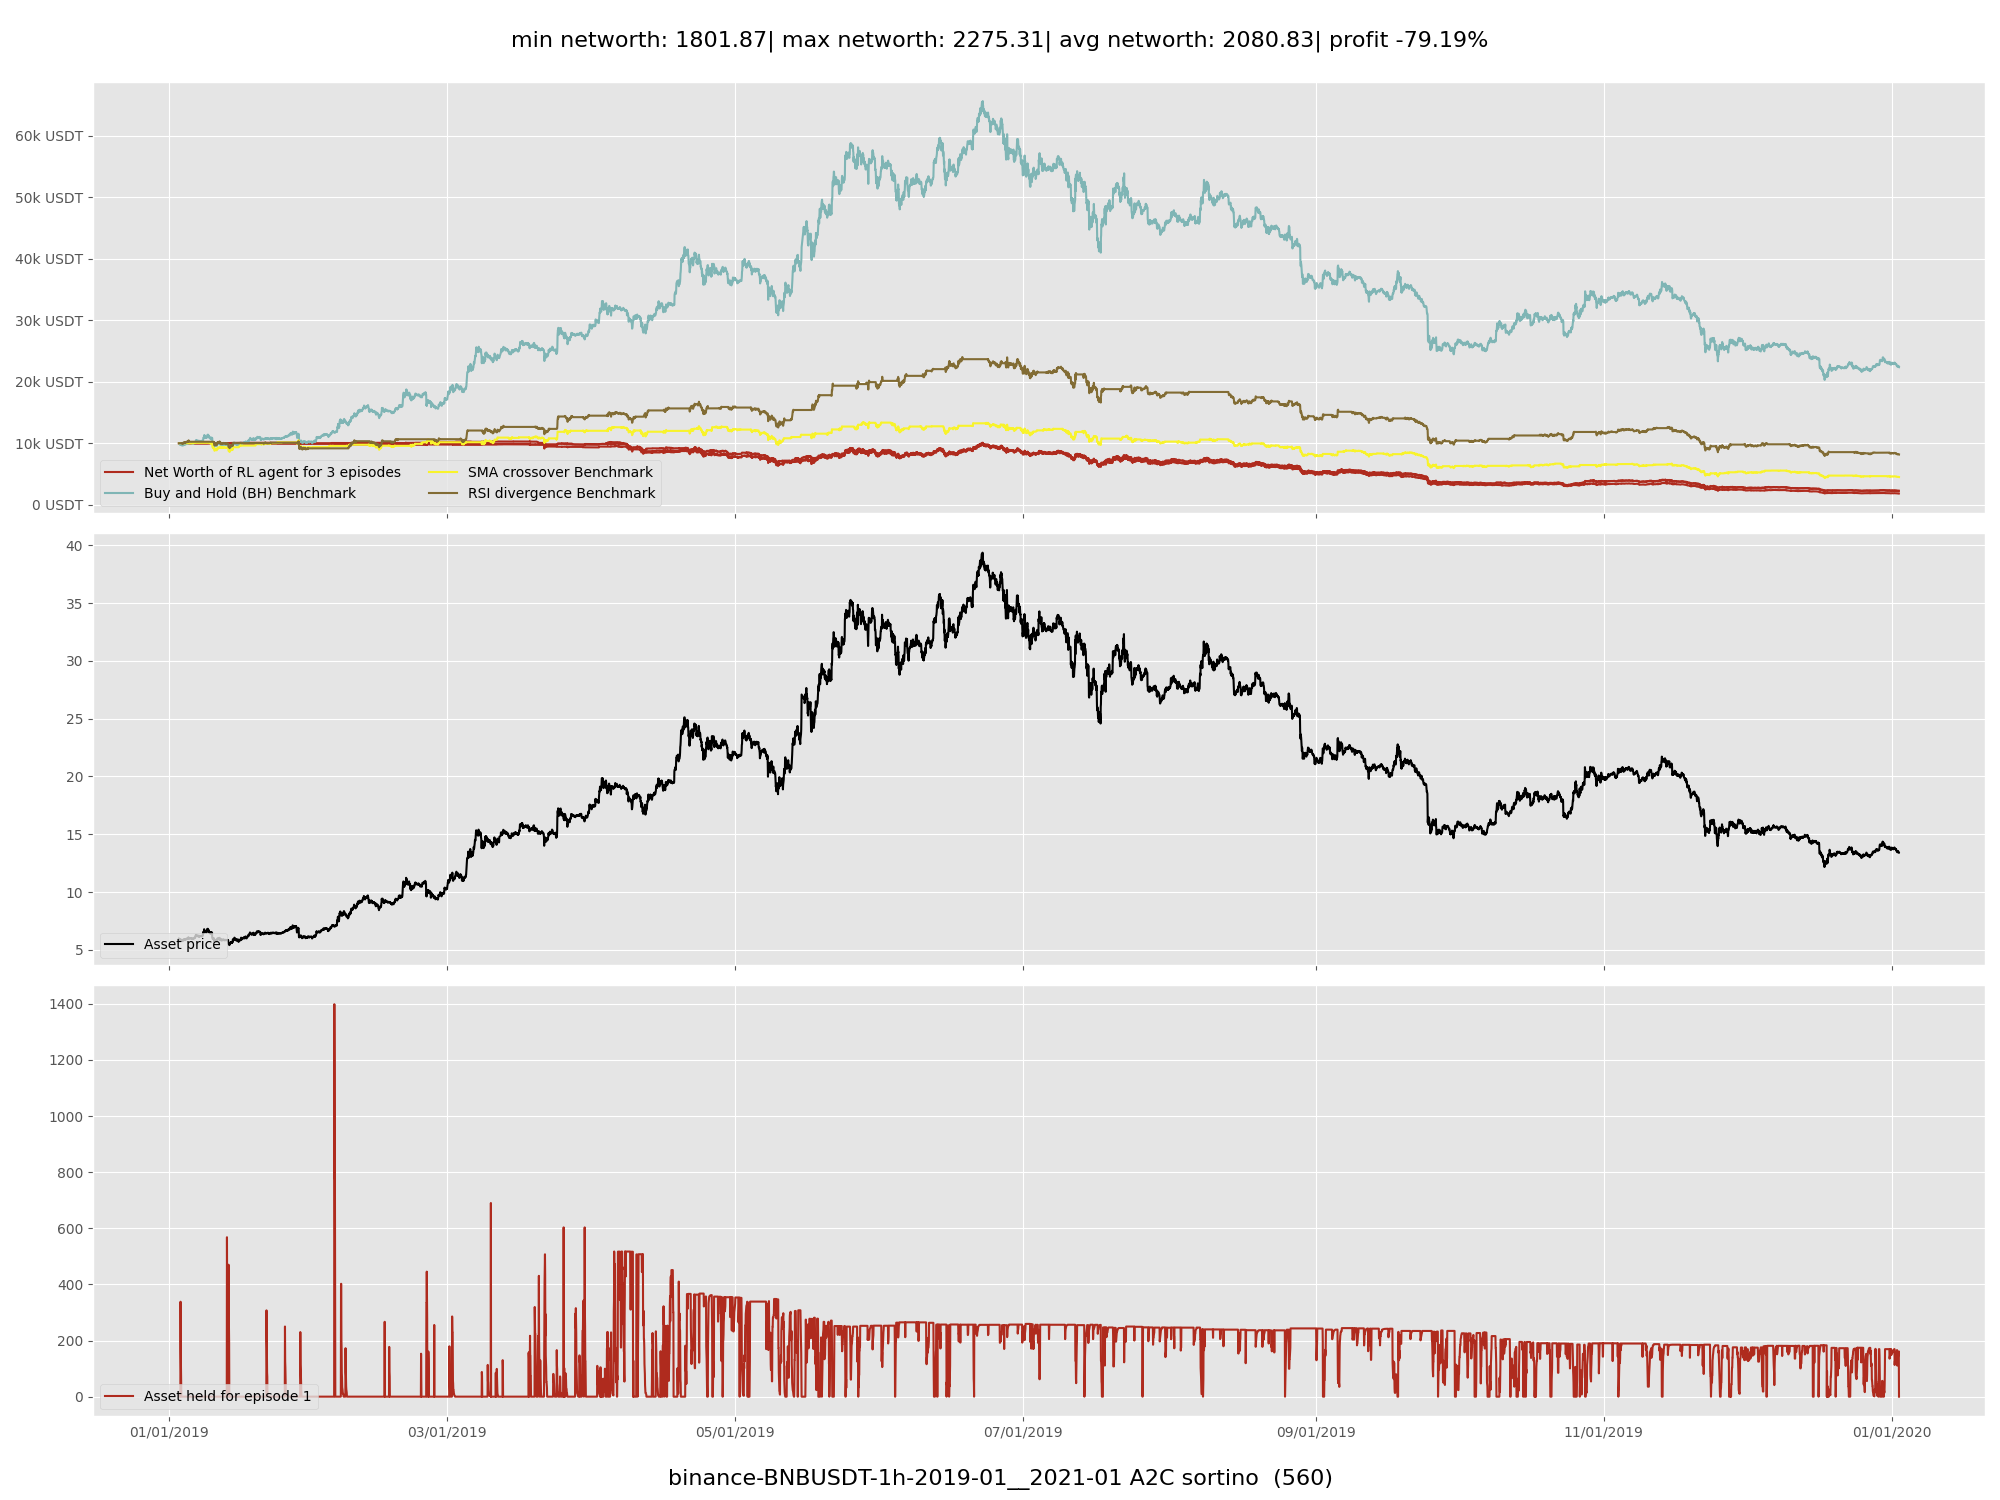 min networth: 1801.87| max networth: 2275.31| avg networth: 2080.83| profit -79.19%
60k USDT
50k USDT
40k USDT
30k USDT
20k USDT
10k USDT
0 USDT
Net Worth of RL agent for 3 episodes
Buy and Hold (BH) Benchmark
SMA crossover Benchmark
RSI divergence Benchmark
40
35
30
25
20
15
10
5
Asset price
1400
1200
1000
800
600
400
200
0
Asset held for episode 1
01/01/2019 03/01/2019 05/01/2019 07/01/2019 09/01/2019 11/01/2019 01/01/2020
binance-BNBUSDT-1h-2019-01__2021-01 A2C sortino (560)